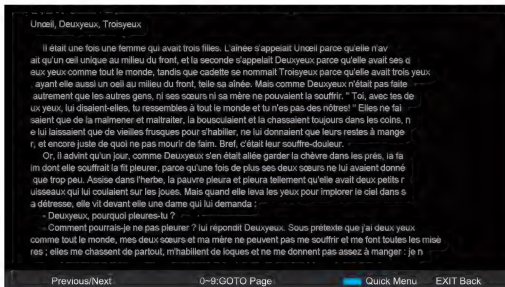 Unœil, Deuxyeux, Troisyeux
Il était une fois une femme qui avait trois filles. L'ainée s'appelait Unœil parce qu'elle n'av
ait qu'un œil unique au milieu du front, et la seconde s'appelait Deuxyeux parce qu'elle avait ses d
eux yeux comme tout le monde, tandis que cadette se nommait Troisyeux parce qu'elle avait trois yeux
, ayant elle aussi un oeil au milieu du front, telle sa ainée. Mais comme Deuxyeux n'était pas faite
autrement que les autres gens, ni ses sœurs ni sa mère ne pouvaient la souffrir. " Toi, avec tes de
ux yeux, lui disaient-elles, tu ressembles à tout le monde et tu n'es pas des nôtres! " Elles ne fai
saient que de la malmener et maltraiter, la bousculaient et la chassaient toujours dans les coins, n
e lui laissaient que de vieilles frusques pour s'habiller, ne lui donnaient que leurs restes à mange
r, et encore juste de quoi ne pas mourir de faim. Bref, c'était leur souffre-douleur.
Or, il advint qu'un jour, comme Deuxyeux s'en était allée garder la chèvre dans les prés, la fa
im dont elle souffrait la fit pleurer, parce qu'une fois de plus ses deux sœurs ne lui avaient donné
que trop peu. Assise dans l'herbe, la pauvre pleura et pleura tellement qu'elle avait deux petits r
uisseaux qui lui coulaient sur les joues. Mais quand elle leva les yeux pour implorer le ciel dans s
a détresse, elle vit devant elle une dame qui lui demanda :
- Deuxyeux, pourquoi pleures-tu ?
- Comment pourrais-je ne pas pleurer ? lui répondit Deuxyeux. Sous prétexte que j'ai deux yeux
comme tout le monde, mes deux sœurs et ma mère ne peuvent pas me souffrir et me font toutes les misè
res ; elles me chassent de partout, m'habillent de loques et ne me donnent pas assez à manger : je n
Previous/Next 0~9:GOTO Page Quick Menu EXIT Back